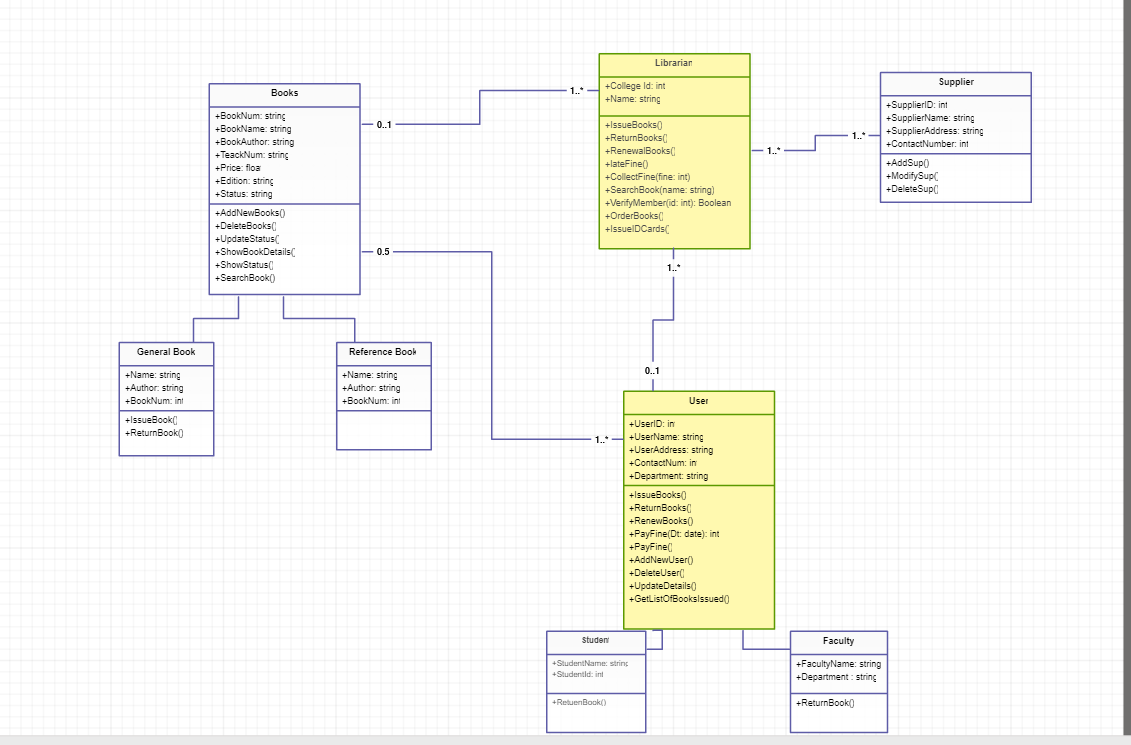 Books
+BookNum: string
+BookName: string
+BookAuthor: string
+TeackNum: string
+Price: floa
+Edition: string
+Status: string
+AddNewBooks()
+DeleteBooks()
+UpdateStatus()
+ShowBookDetails()
+ShowStatus()
+SearchBook()
0..1
1..*
Librarian
+College Id: int
+Name: string
+IssueBooks()
+ReturnBooks()
+RenewalBooks()
+lateFine()
+CollectFine(fine: int)
+SearchBook(name: string)
+VerifyMember(id: int): Boolean
+OrderBooks()
+IssueIDCards()
1..*
1..*
Supplier
+SupplierID: int
+SupplierName: string
+SupplierAddress: string
+ContactNumber: int
+AddSup()
+ModifySup()
+DeleteSup()
0.5
1..*
1..*
0..1
General Book
+Name: string
+Author: string
+BookNum: int
+IssueBook()
+ReturnBook()
Reference Book
+Name: string
+Author: string
+BookNum: int
User
+UserID: in
+UserName: string
+UserAddress: string
+ContactNum: in
+Department: string
+IssueBooks()
+ReturnBooks()
+RenewBooks()
+PayFine(Dt: date): int
+PayFine()
+AddNewUser()
+DeleteUser()
+UpdateDetails()
+GetListOfBooksIssued()
Student
+StudentName: string
+StudentId: int
+RetuenBook()
Faculty
+FacultyName: string
+Department : string
+ReturnBook()